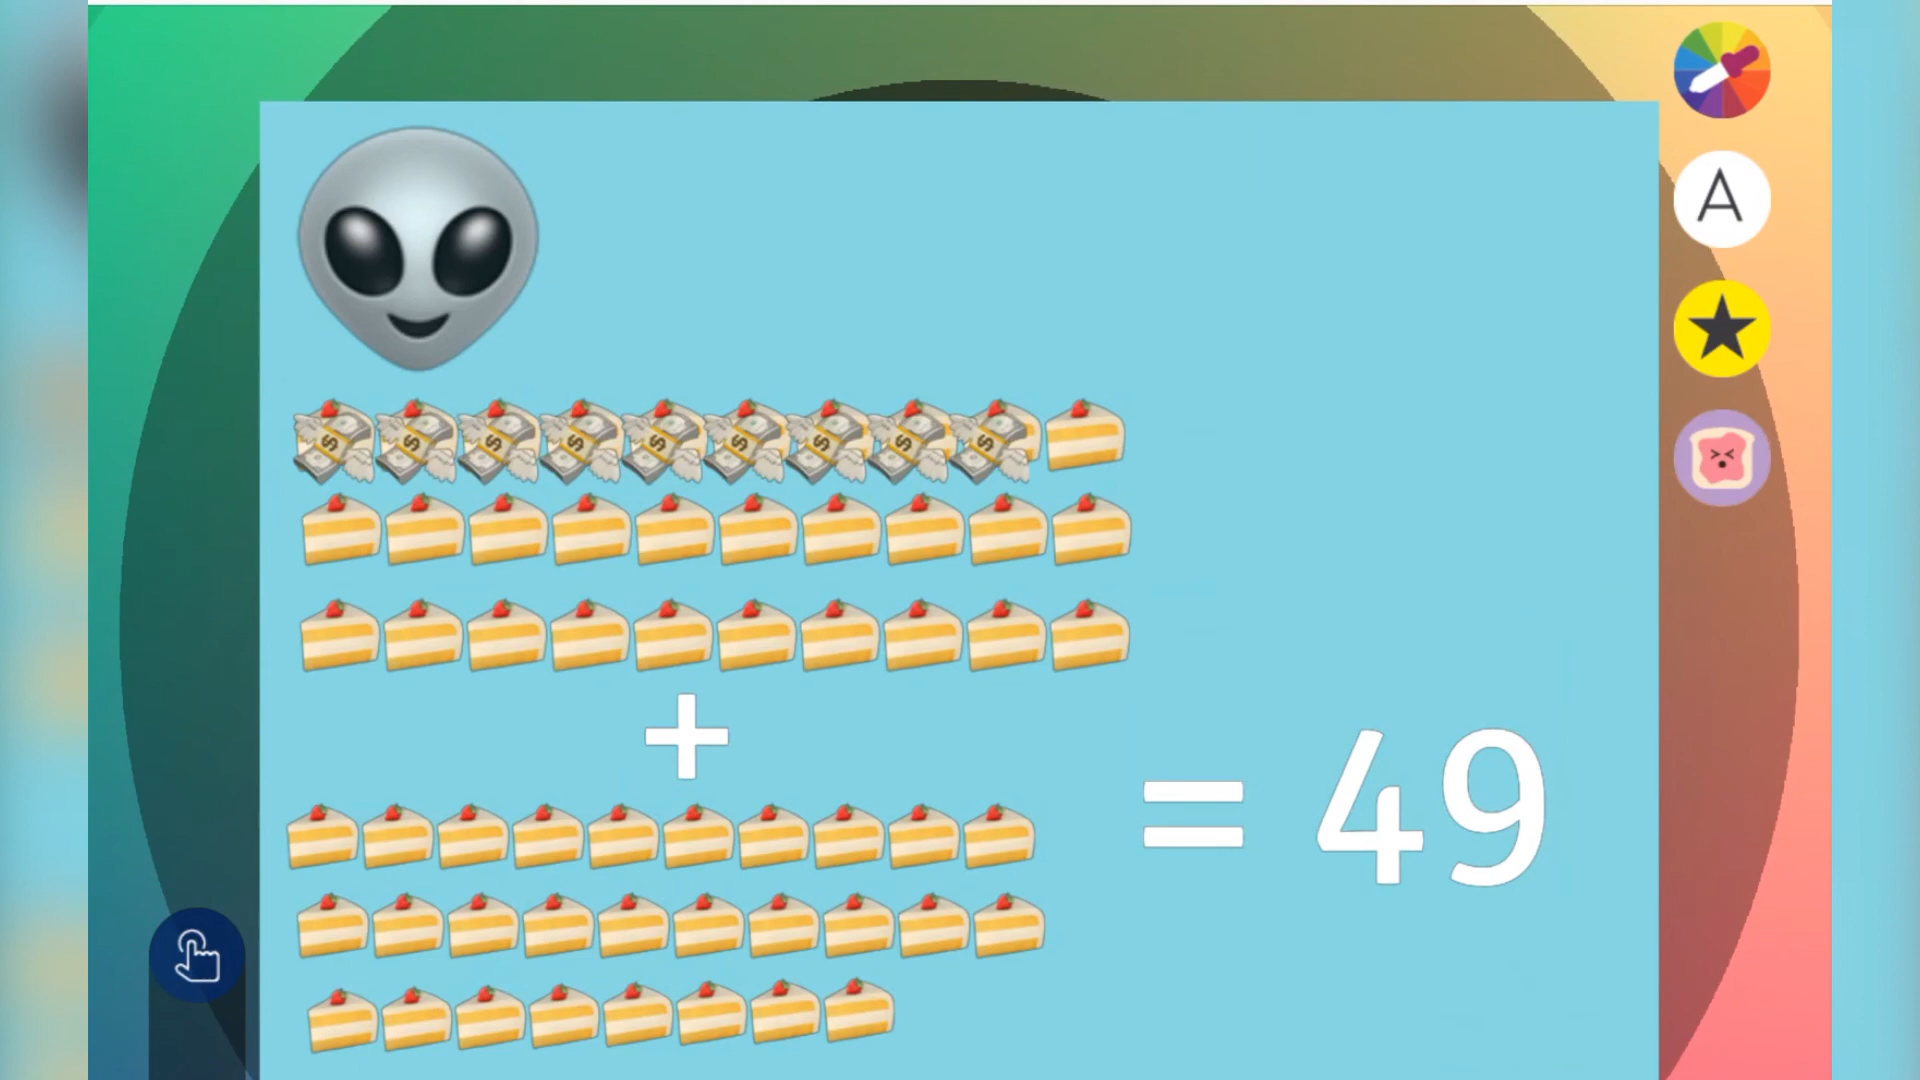 A
+
= 49